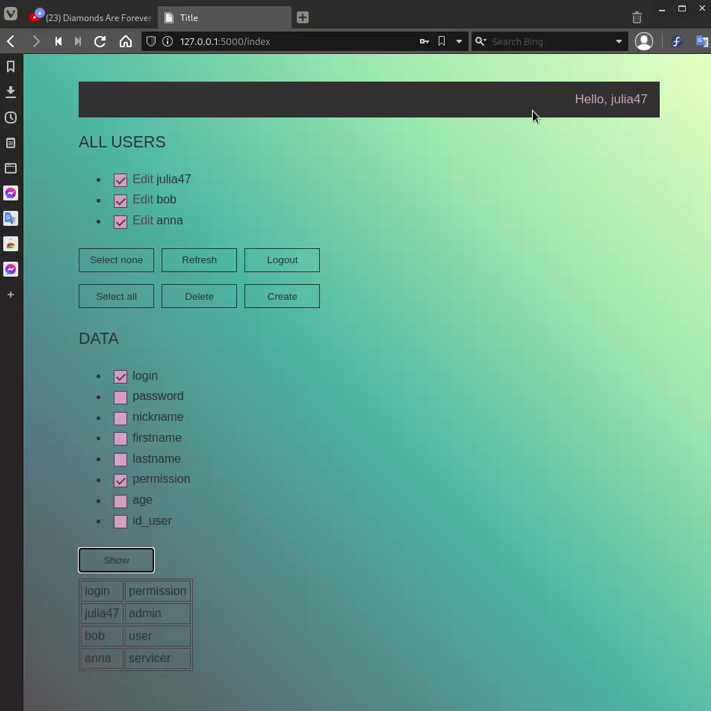 (23) Diamonds Are Forever
Title
127.0.0.1:5000/index
Search Bing
Hello, julia47
ALL USERS
Edit julia47
Edit bob
Edit anna
Select none Refresh Logout
Select all Delete Create
DATA
login
password
nickname
firstname
lastname
permission
age
id_user
Show
login permission
julia47 admin
bob user
anna servicer